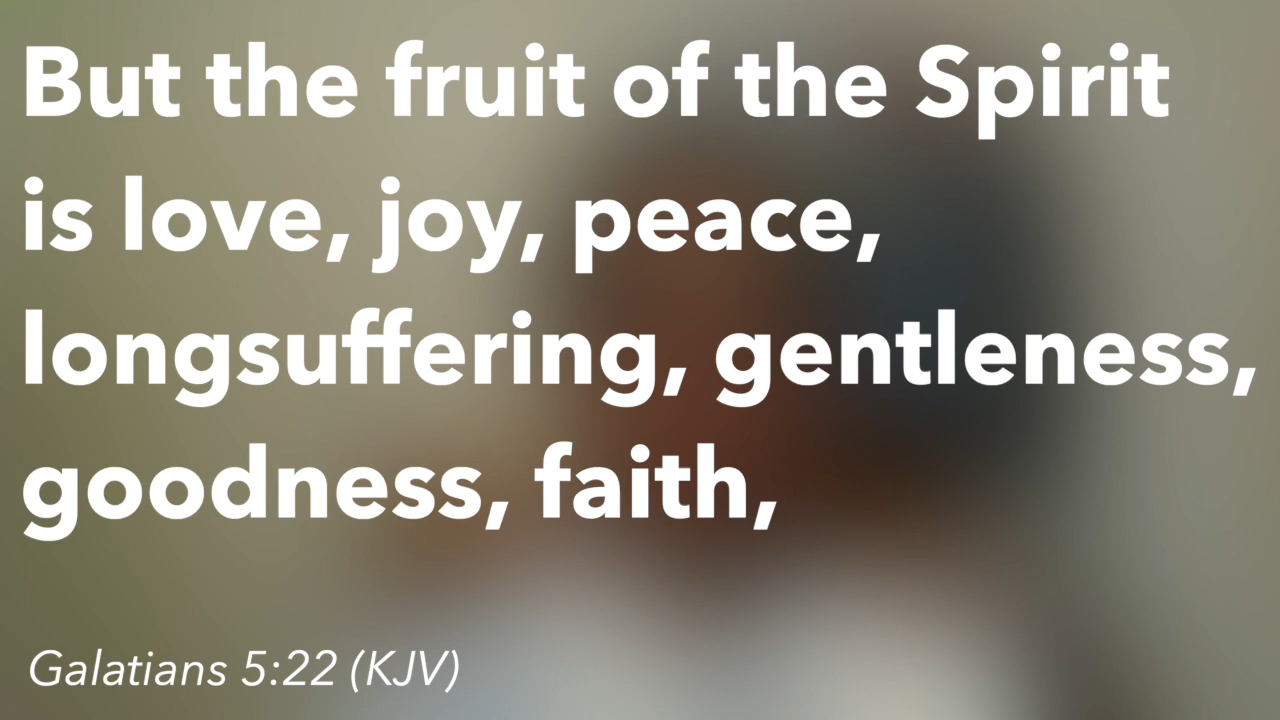 But the fruit of the Spirit
is love, joy, peace,
longsuffering, gentleness,
goodness, faith,
Galatians 5:22 (KJV)